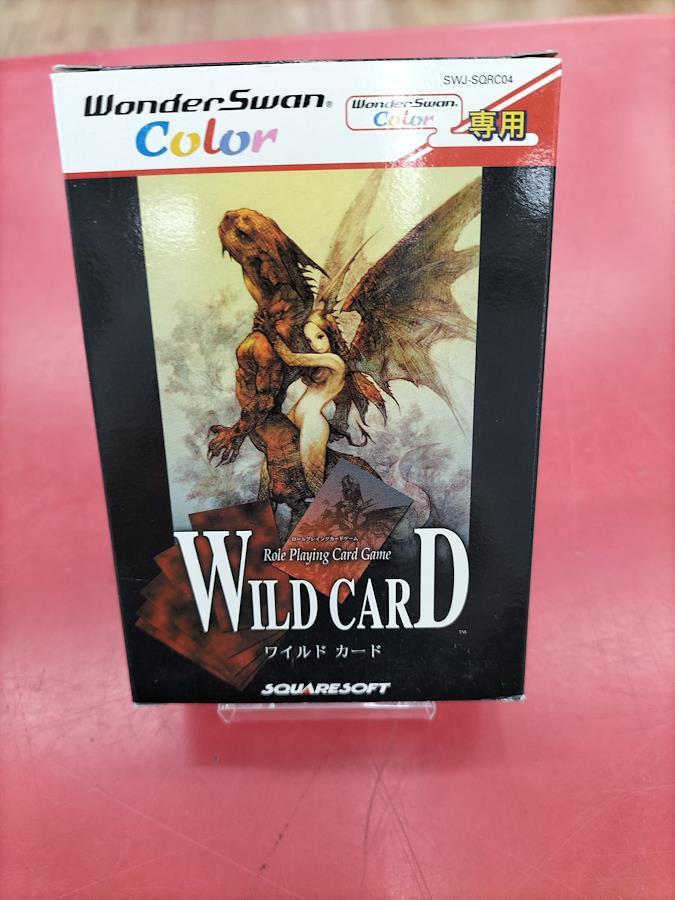 SWJ-SQRC04
WonderSwan®
Color
WonderSwan®
Color
専用
ロールプレイングカードゲーム
Role Playing Card Game
WILD CARD
TM
ワイルド カード
SQUARESOFT